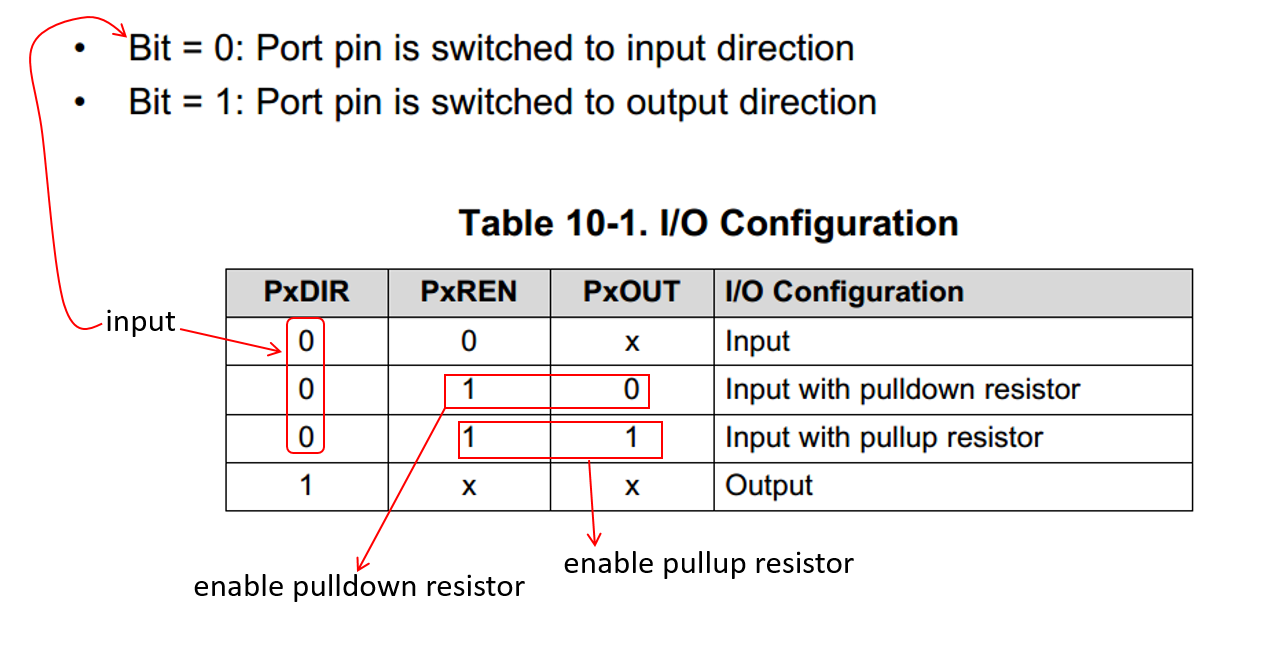 • Bit = 0: Port pin is switched to input direction
• Bit = 1: Port pin is switched to output direction
Table 10-1. I/O Configuration
PxDIR PxREN PxOUT I/O Configuration
input
0 0 x Input
0 1 0 Input with pulldown resistor
0 1 1 Input with pullup resistor
1 x x Output
enable pullup resistor
enable pulldown resistor